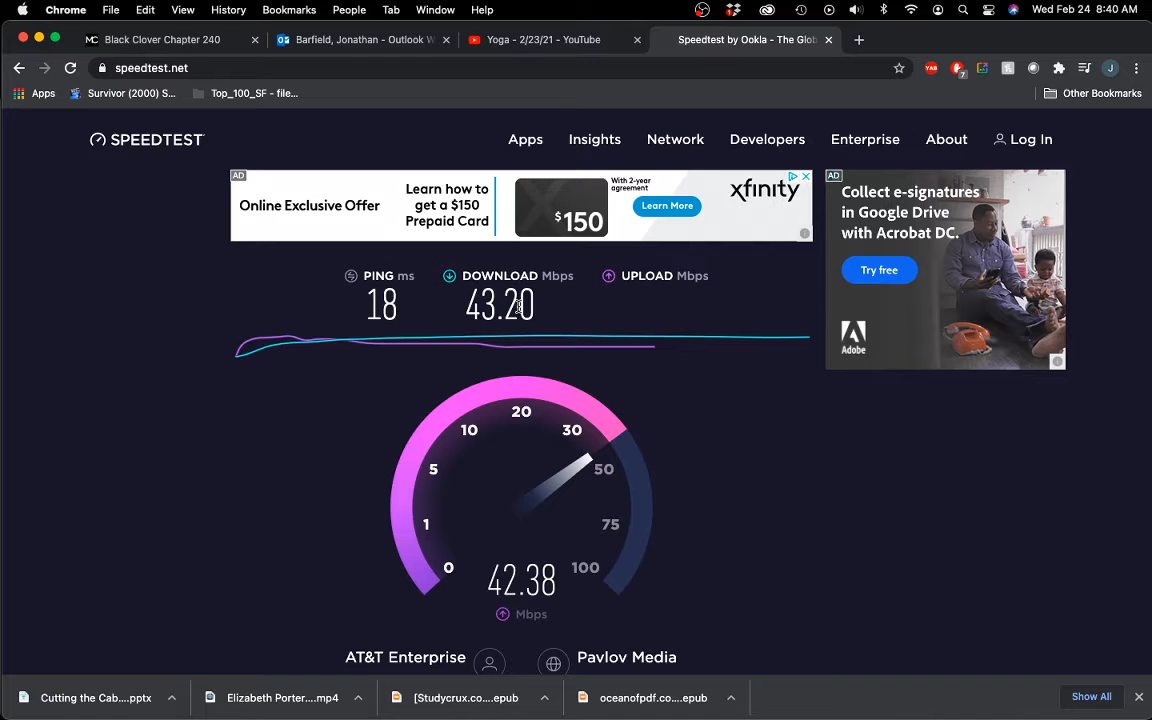 Chrome File Edit View History Bookmarks People Tab Window Help Wed Feb 24 8:40 AM
Black Clover Chapter 240 Barfield, Jonathan - Outlook W Yoga - 2/23/21 - YouTube Speedtest by Ookla - The Glob
speedtest.net 7 J
Apps Survivor (2000) S... Top_100_SF - file... Other Bookmarks
SPEEDTEST Apps Insights Network Developers Enterprise About Log In
AD
Online Exclusive Offer
Learn how to
get a $150
Prepaid Card
$150
With 2-year
agreement
Learn More
xfinity
AD
Collect e-signatures
in Google Drive
with Acrobat DC.
Try free
Adobe
PING ms DOWNLOAD Mbps UPLOAD Mbps
18 43.20
0
1
5
10
20
30
50
75
100
42.38
Mbps
AT&T Enterprise Pavlov Media
Cutting the Cab....pptx Elizabeth Porter....mp4 [Studycrux.co....epub oceanofpdf.co....epub Show All